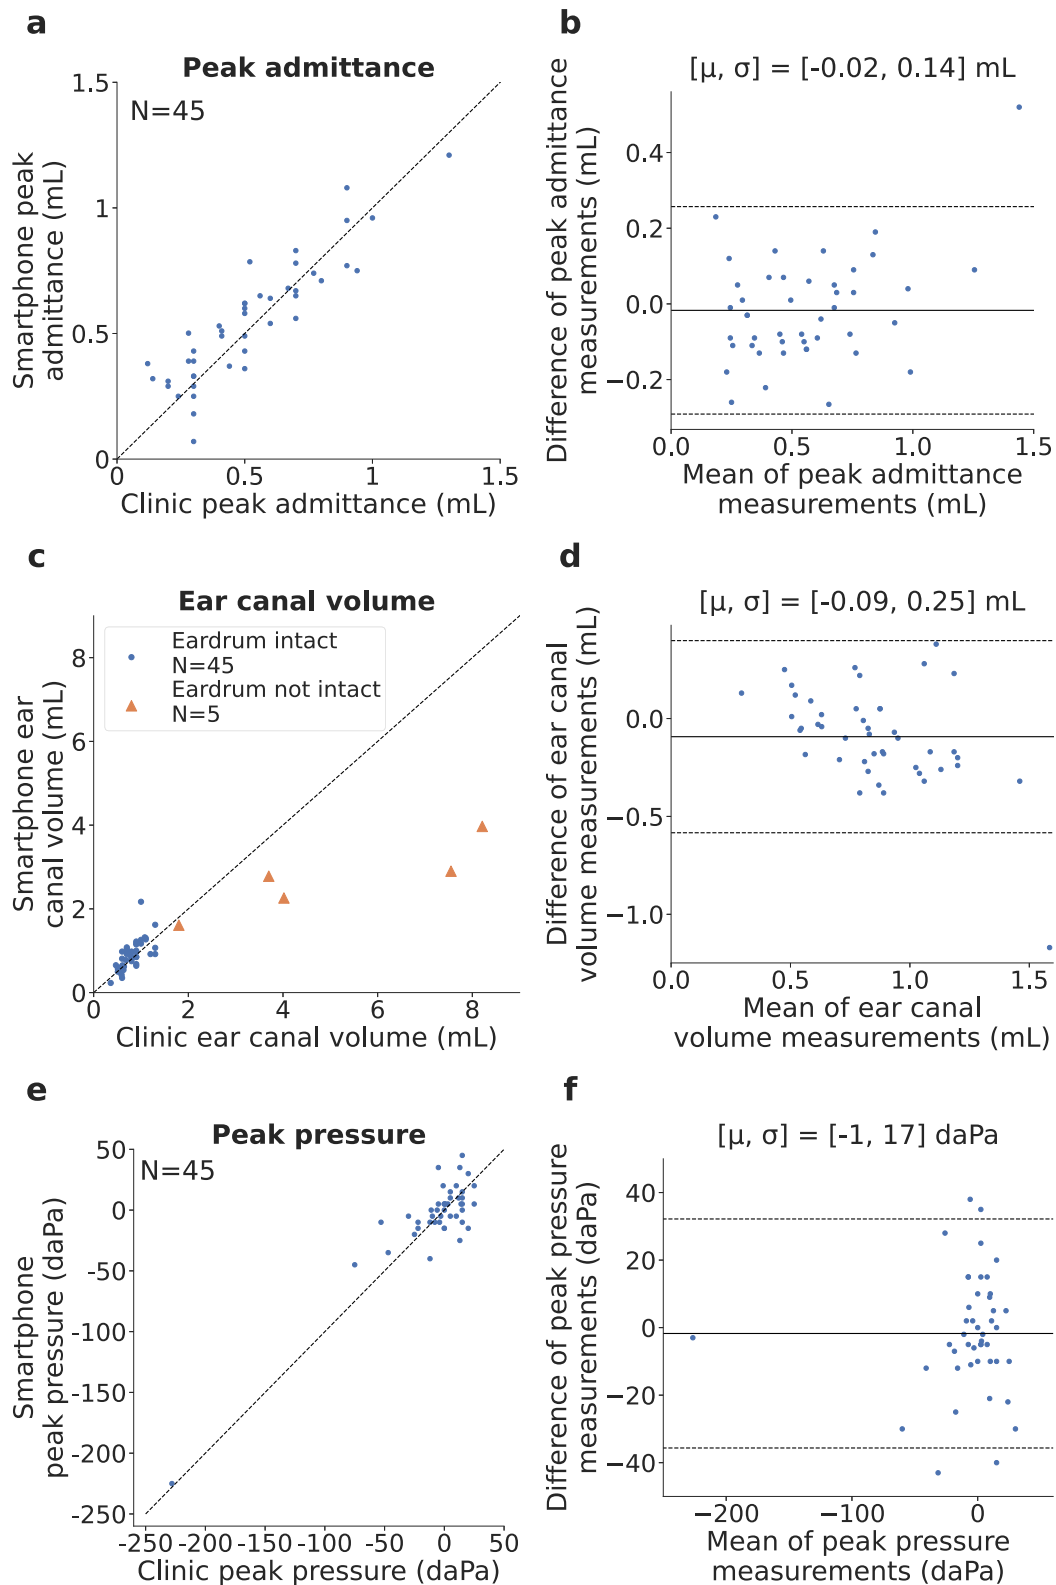 a
Peak admittance
N=45
1.5
1
0.5
0
Smartphone peak
admittance (mL)
0
0.5
1
1.5
Clinic peak admittance (mL)
b
[μ, σ] = [-0.02, 0.14] mL
0.4
0.2
0.0
−0.2
Difference of peak admittance
measurements (mL)
0.0
0.5
1.0
1.5
Mean of peak admittance
measurements (mL)
c
Ear canal volume
Eardrum intact
N=45
Eardrum not intact
N=5
8
6
4
2
0
Smartphone ear
canal volume (mL)
0
2
4
6
8
Clinic ear canal volume (mL)
d
[μ, σ] = [-0.09, 0.25] mL
0.0
−0.5
−1.0
Difference of ear canal
volume measurements (mL)
0.0
0.5
1.0
1.5
Mean of ear canal
volume measurements (mL)
e
Peak pressure
N=45
50
0
-50
-100
-150
-200
-250
Smartphone
peak pressure (daPa)
-250
-200
-150
-100
-50
0
50
Clinic peak pressure (daPa)
f
[μ, σ] = [-1, 17] daPa
40
20
0
−20
−40
Difference of peak pressure
measurements (daPa)
−200
−100
0
Mean of peak pressure
measurements (daPa)